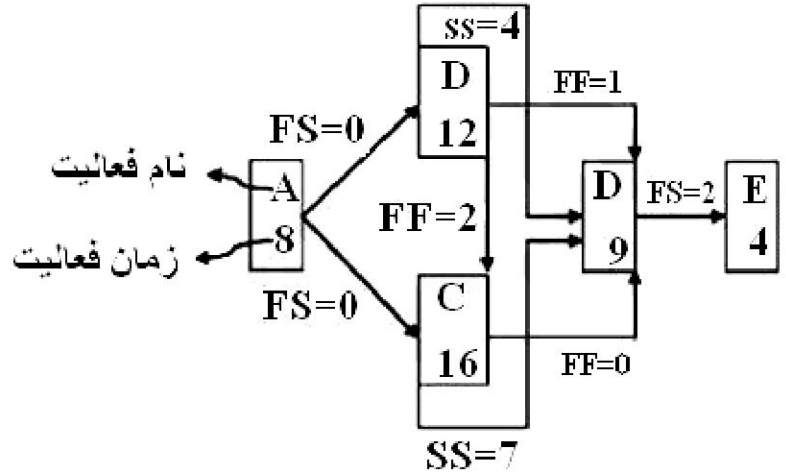 ss=4
D
12
FF=1
FS=0
نام فعالیت
A
8
زمان فعالیت
FS=0
FF=2
D
9
FS=2
E
4
C
16
FF=0
SS=7